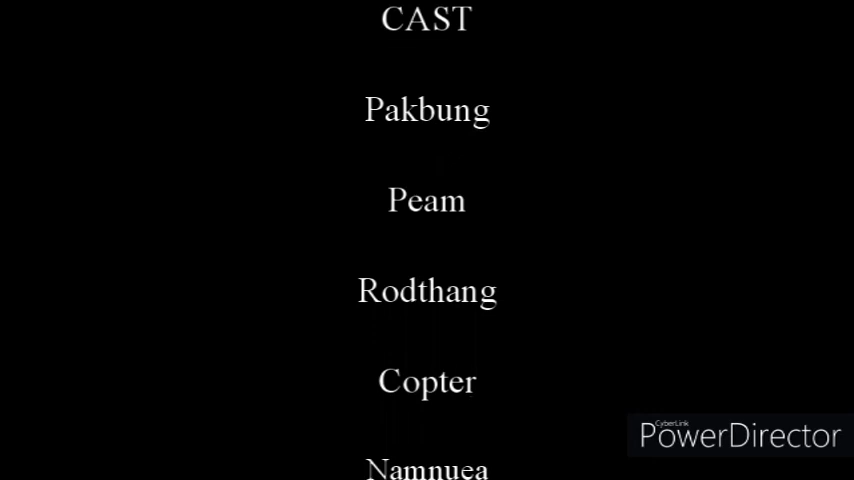 CAST
Pakbung
Peam
Rodthang
Copter
Namnuea
CyberLink
PowerDirector